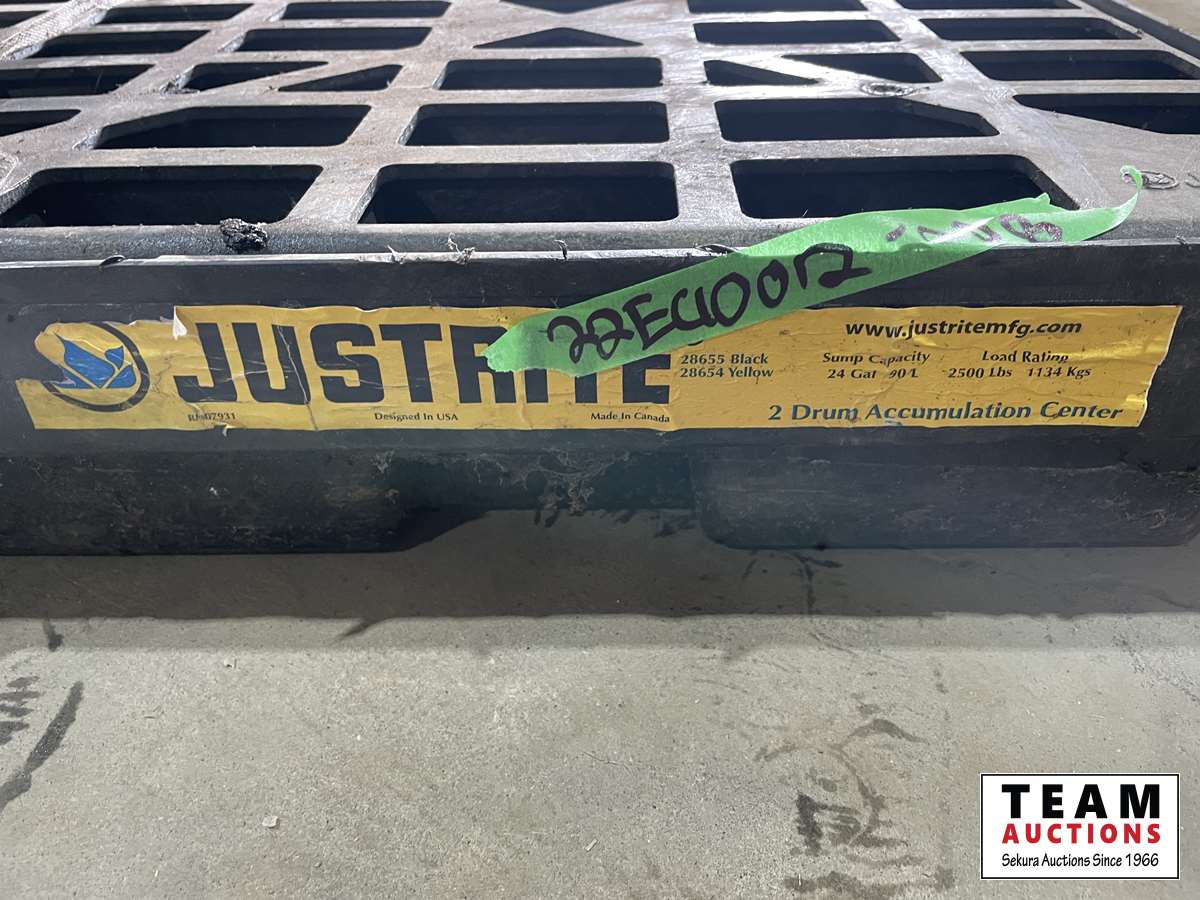 JUSTRITE
22E40012
www.justritemfg.com
28655 Black
28654 Yellow
Sump Capacity
24 Gal 90 L
Load Rating
2500 Lbs 1134 Kgs
Designed In USA
Made in Canada
2 Drum Accumulation Center
TEAM
AUCTIONS
Sekura Auctions Since 1966